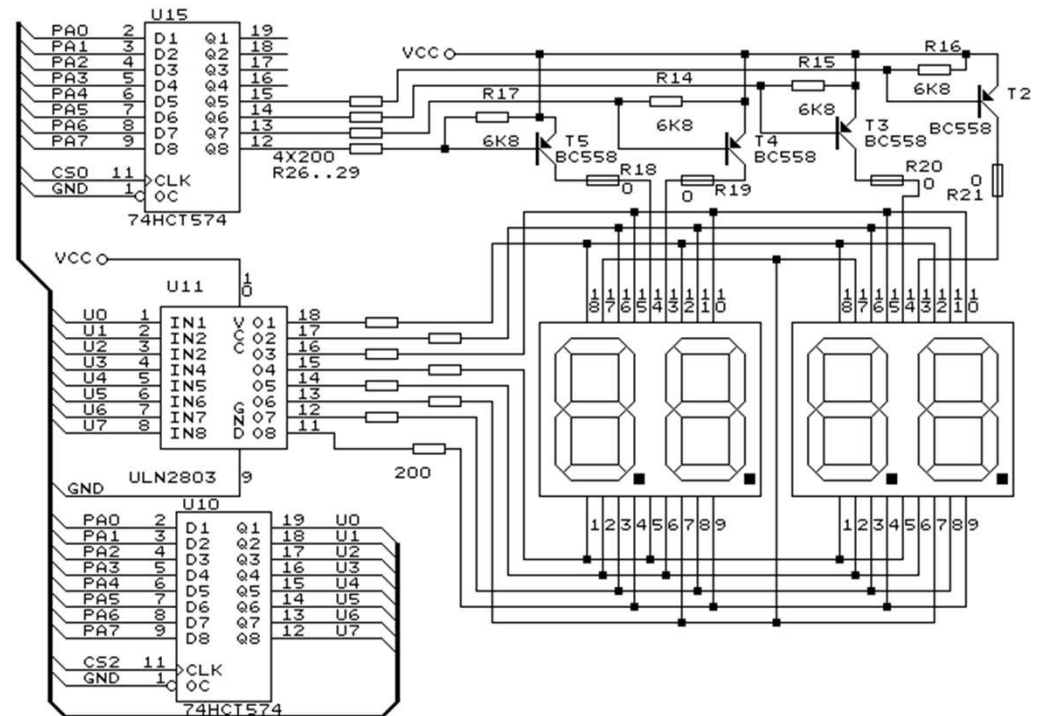 U15
PA0 2 D1 Q1 19
PA1 3 D2 Q2 18
PA2 4 D3 Q3 17
PA3 5 D4 Q4 16
PA4 6 D5 Q5 15
PA5 7 D6 Q6 14
PA6 8 D7 Q7 13
PA7 9 D8 Q8 12
4X200
R26..29
CS0 11 CLK
GND 1 OC
74HCT574
VCC
R17
6K8
T5
BC558
R14
6K8
T4
BC558
R15
6K8
T3
BC558
R16
6K8
T2
BC558
R18
0
R19
0
R20
0
R21
0
VCC
U11
10
U0 1 IN1 O1 18
U1 2 IN2 O2 17
U2 3 IN2 O3 16
U3 4 IN4 O4 15
U4 5 IN5 O5 14
U5 6 IN6 O6 13
U6 7 IN7 O7 12
U7 8 IN8 O8 11
VCC
GND
200
ULN2803 9
GND
18 17 16 15 14 13 12 11 10
18 17 16 15 14 13 12 11 10
1 2 3 4 5 6 7 8 9
1 2 3 4 5 6 7 8 9
U10
PA0 2 D1 Q1 19 U0
PA1 3 D2 Q2 18 U1
PA2 4 D3 Q3 17 U2
PA3 5 D4 Q4 16 U3
PA4 6 D5 Q5 15 U4
PA5 7 D6 Q6 14 U5
PA6 8 D7 Q7 13 U6
PA7 9 D8 Q8 12 U7
CS2 11 CLK
GND 1 OC
74HCT574